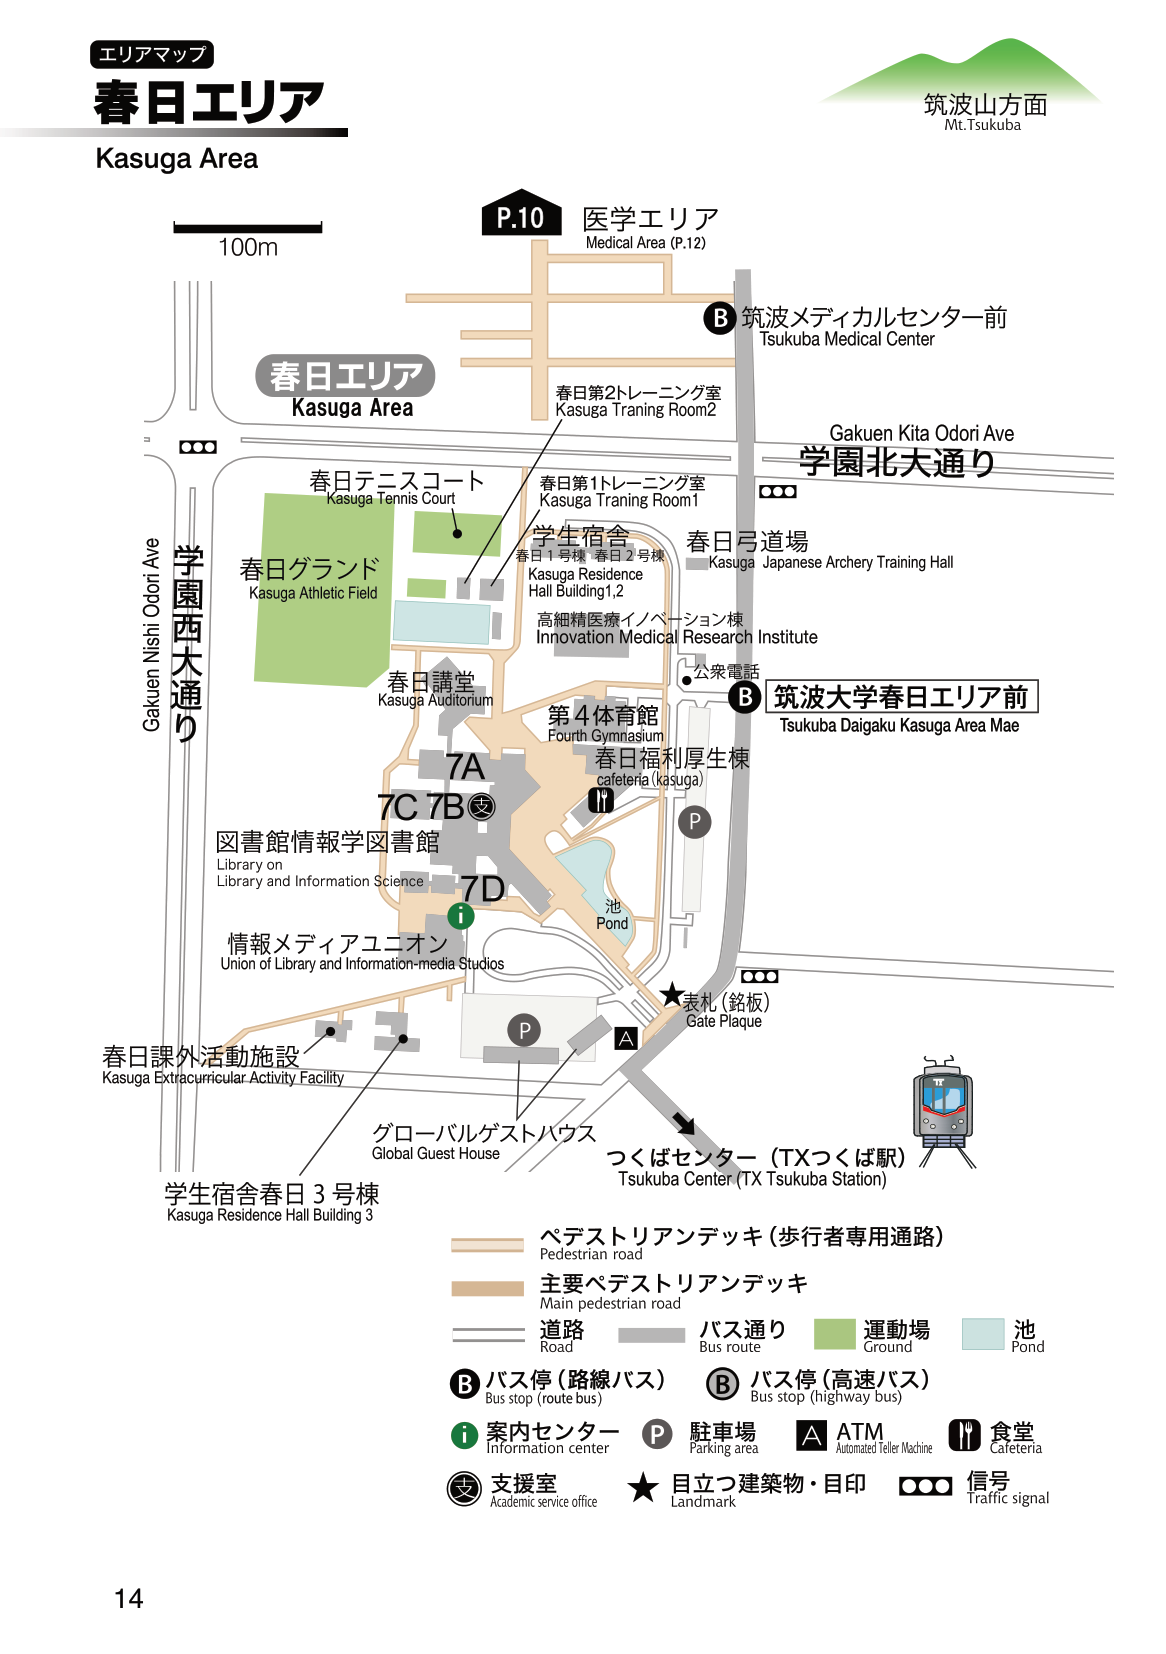 エリアマップ
春日エリア
Kasuga Area
筑波山方面
Mt.Tsukuba
100m
P.10
医学エリア
Medical Area (P.12)
B
筑波メディカルセンター前
Tsukuba Medical Center
春日エリア
Kasuga Area
春日第2トレーニング室
Kasuga Traning Room2
Gakuen Kita Odori Ave
学園北大通り
春日テニスコート
Kasuga Tennis Court
春日第1トレーニング室
Kasuga Traning Room1
学生宿舎
春日1号棟 春日2号棟
Kasuga Residence
Hall Building1,2
春日弓道場
Kasuga Japanese Archery Training Hall
Gakuen Nishi Odori Ave
学園西大通り
春日グランド
Kasuga Athletic Field
高細精医療イノベーション棟
Innovation Medical Research Institute
公衆電話
春日講堂
Kasuga Auditorium
B
筑波大学春日エリア前
Tsukuba Daigaku Kasuga Area Mae
第4体育館
Fourth Gymnasium
春日福利厚生棟
cafeteria(kasuga)
7A
7C 7B 支
P
図書館情報学図書館
Library on
Library and Information Science
7D
i
池
Pond
情報メディアユニオン
Union of Library and Information-media Studios
表札(銘板)
Gate Plaque
P
A
春日課外活動施設
Kasuga Extracurricular Activity Facility
グローバルゲストハウス
Global Guest House
つくばセンター(TXつくば駅)
Tsukuba Center(TX Tsukuba Station)
学生宿舎春日3号棟
Kasuga Residence Hall Building 3
ペデストリアンデッキ(歩行者専用通路)
Pedestrian road
主要ペデストリアンデッキ
Main pedestrian road
道路
Road
バス通り
Bus route
運動場
Ground
池
Pond
B バス停(路線バス)
Bus stop (route bus)
B バス停(高速バス)
Bus stop (highway bus)
i 案内センター
Information center
P 駐車場
Parking area
A ATM
Automated Teller Machine
食堂
Cafeteria
支 支援室
Academic service office
目立つ建築物・目印
Landmark
信号
Traffic signal
14